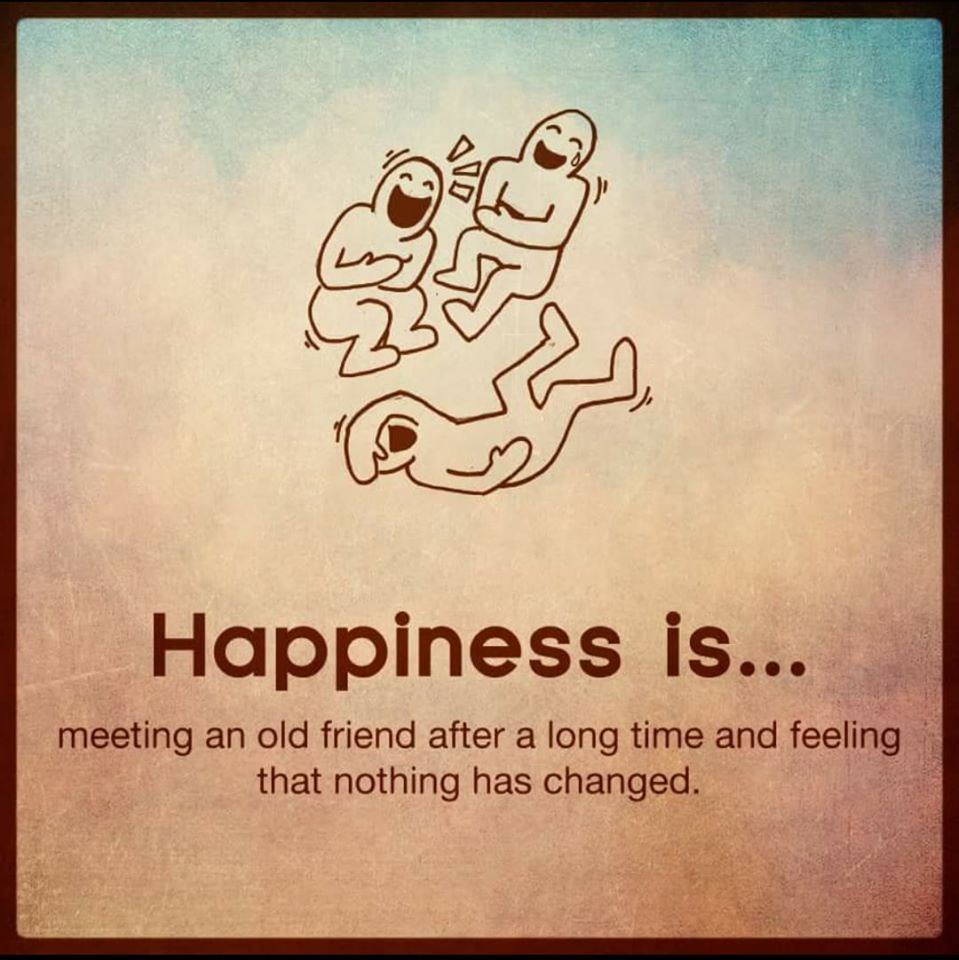 Happiness is...
meeting an old friend after a long time and feeling
that nothing has changed.